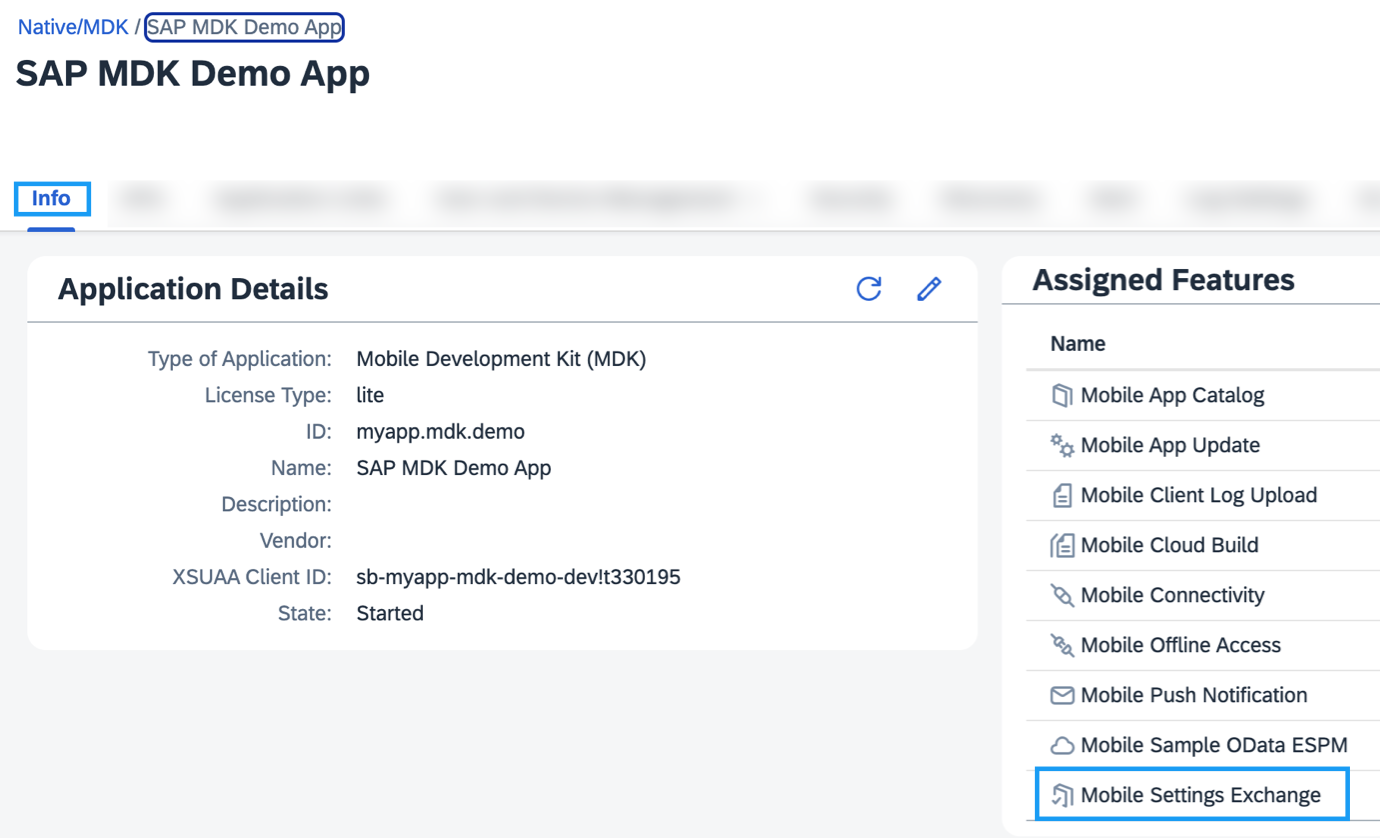 Native/MDK / SAP MDK Demo App
SAP MDK Demo App
Info
Application Details
Type of Application: Mobile Development Kit (MDK)
License Type: lite
ID: myapp.mdk.demo
Name: SAP MDK Demo App
Description:
Vendor:
XSUAA Client ID: sb-myapp-mdk-demo-dev!t330195
State: Started
Assigned Features
Name
Mobile App Catalog
Mobile App Update
Mobile Client Log Upload
Mobile Cloud Build
Mobile Connectivity
Mobile Offline Access
Mobile Push Notification
Mobile Sample OData ESPM
Mobile Settings Exchange